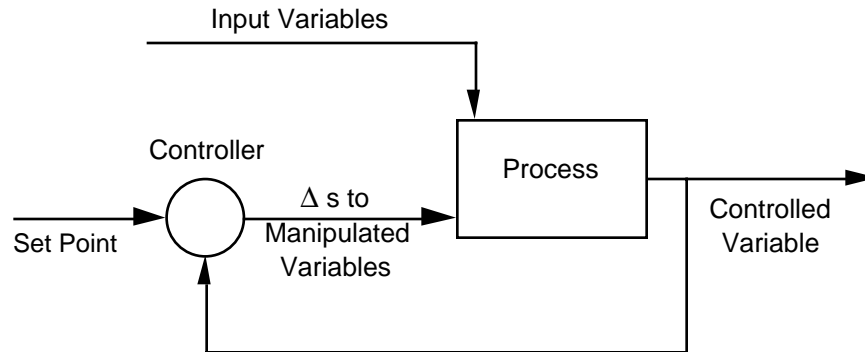 Input Variables
Controller
Process
Δ s to
Manipulated
Variables
Set Point
Controlled
Variable